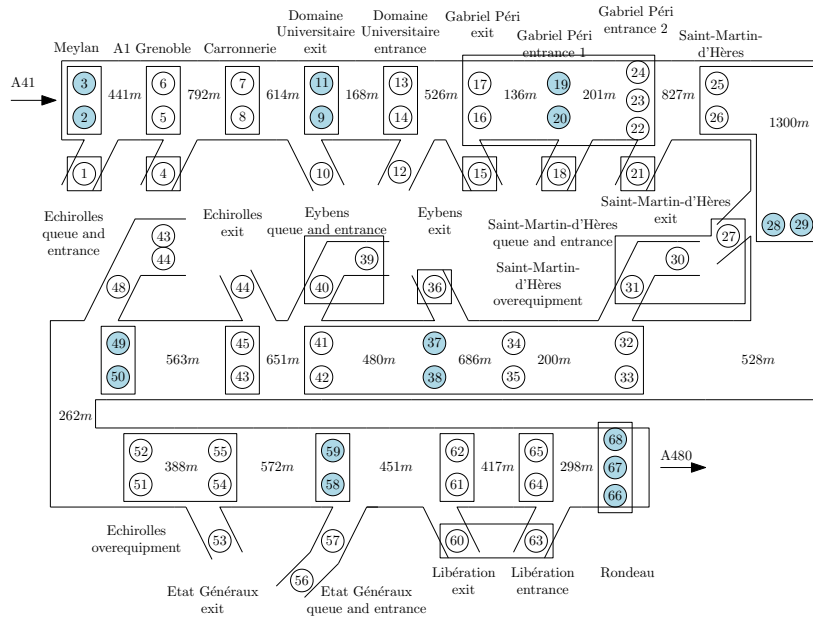 Domaine
Universitaire
exit
Domaine
Universitaire
entrance
Gabriel Péri
exit
Gabriel Péri
entrance 1
Gabriel Péri
entrance 2
Saint-Martin-
d'Hères
Meylan
A1 Grenoble
Carronnerie
A41
3
2
441m
6
5
792m
7
8
614m
11
9
168m
13
14
526m
17
16
136m
19
20
201m
24
23
22
827m
25
26
1300m
1
4
10
12
15
18
21
Echirolles
queue and
entrance
Echirolles
exit
Eybens
queue and entrance
Eybens
exit
Saint-Martin-d'Hères
queue and entrance
Saint-Martin-d'Hères
exit
Saint-Martin-
d'Hères
overequipment
28
29
27
43
44
48
44
40
39
36
31
30
49
50
563m
45
43
651m
41
42
480m
37
38
686m
34
35
200m
32
33
528m
262m
52
51
388m
55
54
572m
59
58
451m
62
61
417m
65
64
298m
68
67
66
A480
53
57
56
60
63
Echirolles
overequipment
Etat Généraux
exit
Etat Généraux
queue and entrance
Libération
exit
Libération
entrance
Rondeau